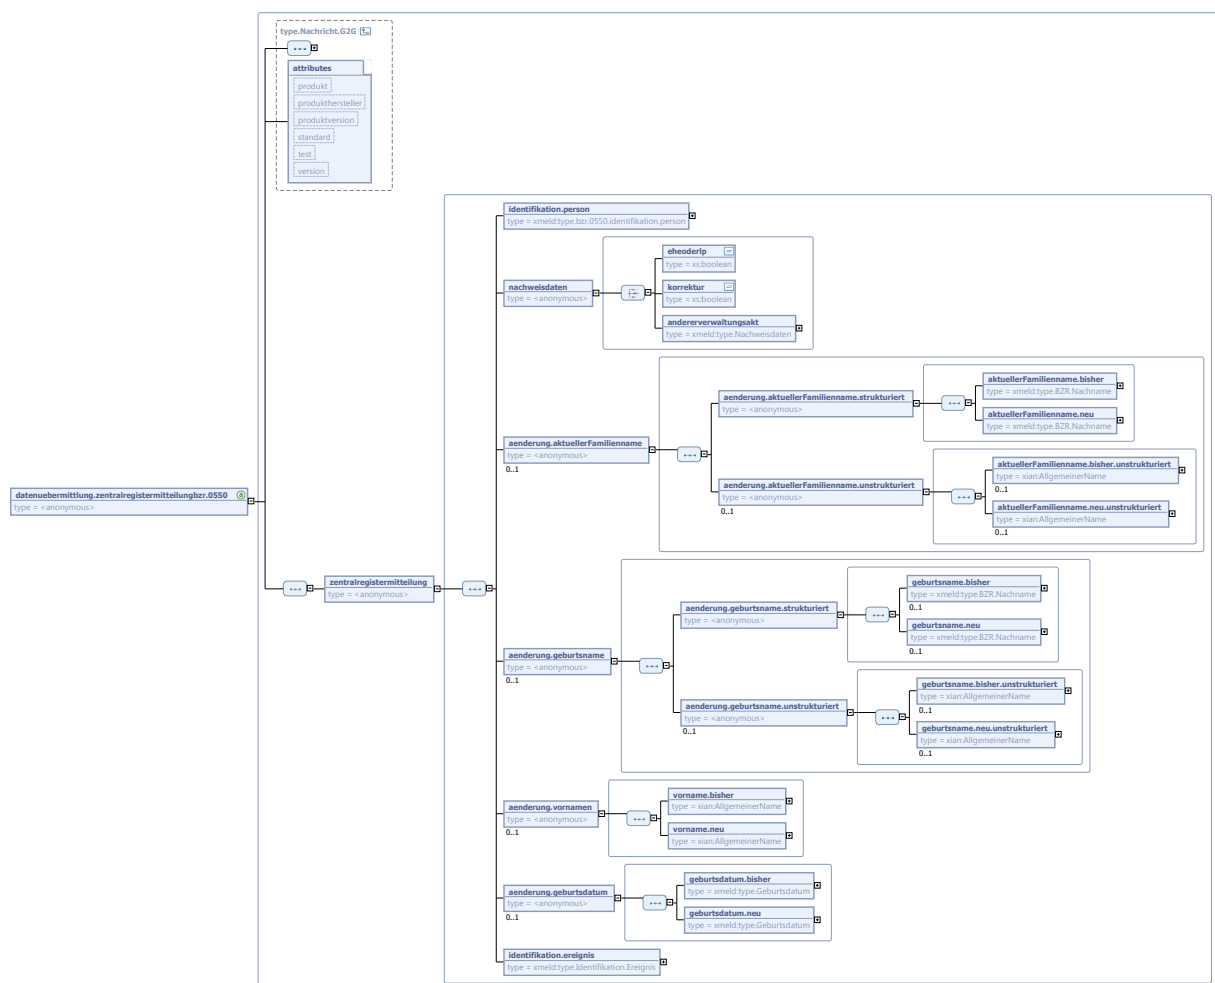 type.Nachricht.G2G
attributes
produkt
produkthersteller
produktversion
standard
test
version
identifikation.person
type = xmeld:type.bzr.0550.identifikation.person
eheoderlp
type = xs:boolean
nachweisdaten
type = <anonymous>
korrektur
type = xs:boolean
andererverwaltungsakt
type = xmeld:type.Nachweisdaten
aenderung.aktuellerFamilienname.strukturiert
type = <anonymous>
aktuellerFamilienname.bisher
type = xmeld:type.BZR.Nachname
aktuellerFamilienname.neu
type = xmeld:type.BZR.Nachname
aenderung.aktuellerFamilienname
type = <anonymous>
0..1
aenderung.aktuellerFamilienname.unstrukturiert
type = <anonymous>
0..1
aktuellerFamilienname.bisher.unstrukturiert
type = xian:AllgemeinerName
0..1
aktuellerFamilienname.neu.unstrukturiert
type = xian:AllgemeinerName
0..1
datenuebermittlung.zentralregistermitteilungbzr.0550
a
type = <anonymous>
zentralregistermitteilung
type = <anonymous>
aenderung.geburtsname.strukturiert
type = <anonymous>
geburtsname.bisher
type = xmeld:type.BZR.Nachname
0..1
geburtsname.neu
type = xmeld:type.BZR.Nachname
0..1
aenderung.geburtsname
type = <anonymous>
0..1
aenderung.geburtsname.unstrukturiert
type = <anonymous>
0..1
geburtsname.bisher.unstrukturiert
type = xian:AllgemeinerName
0..1
geburtsname.neu.unstrukturiert
type = xian:AllgemeinerName
0..1
aenderung.vornamen
type = <anonymous>
0..1
vorname.bisher
type = xian:AllgemeinerName
vorname.neu
type = xian:AllgemeinerName
aenderung.geburtsdatum
type = <anonymous>
0..1
geburtsdatum.bisher
type = xmeld:type.Geburtsdatum
geburtsdatum.neu
type = xmeld:type.Geburtsdatum
identifikation.ereignis
type = xmeld:type.Identifikation.Ereignis